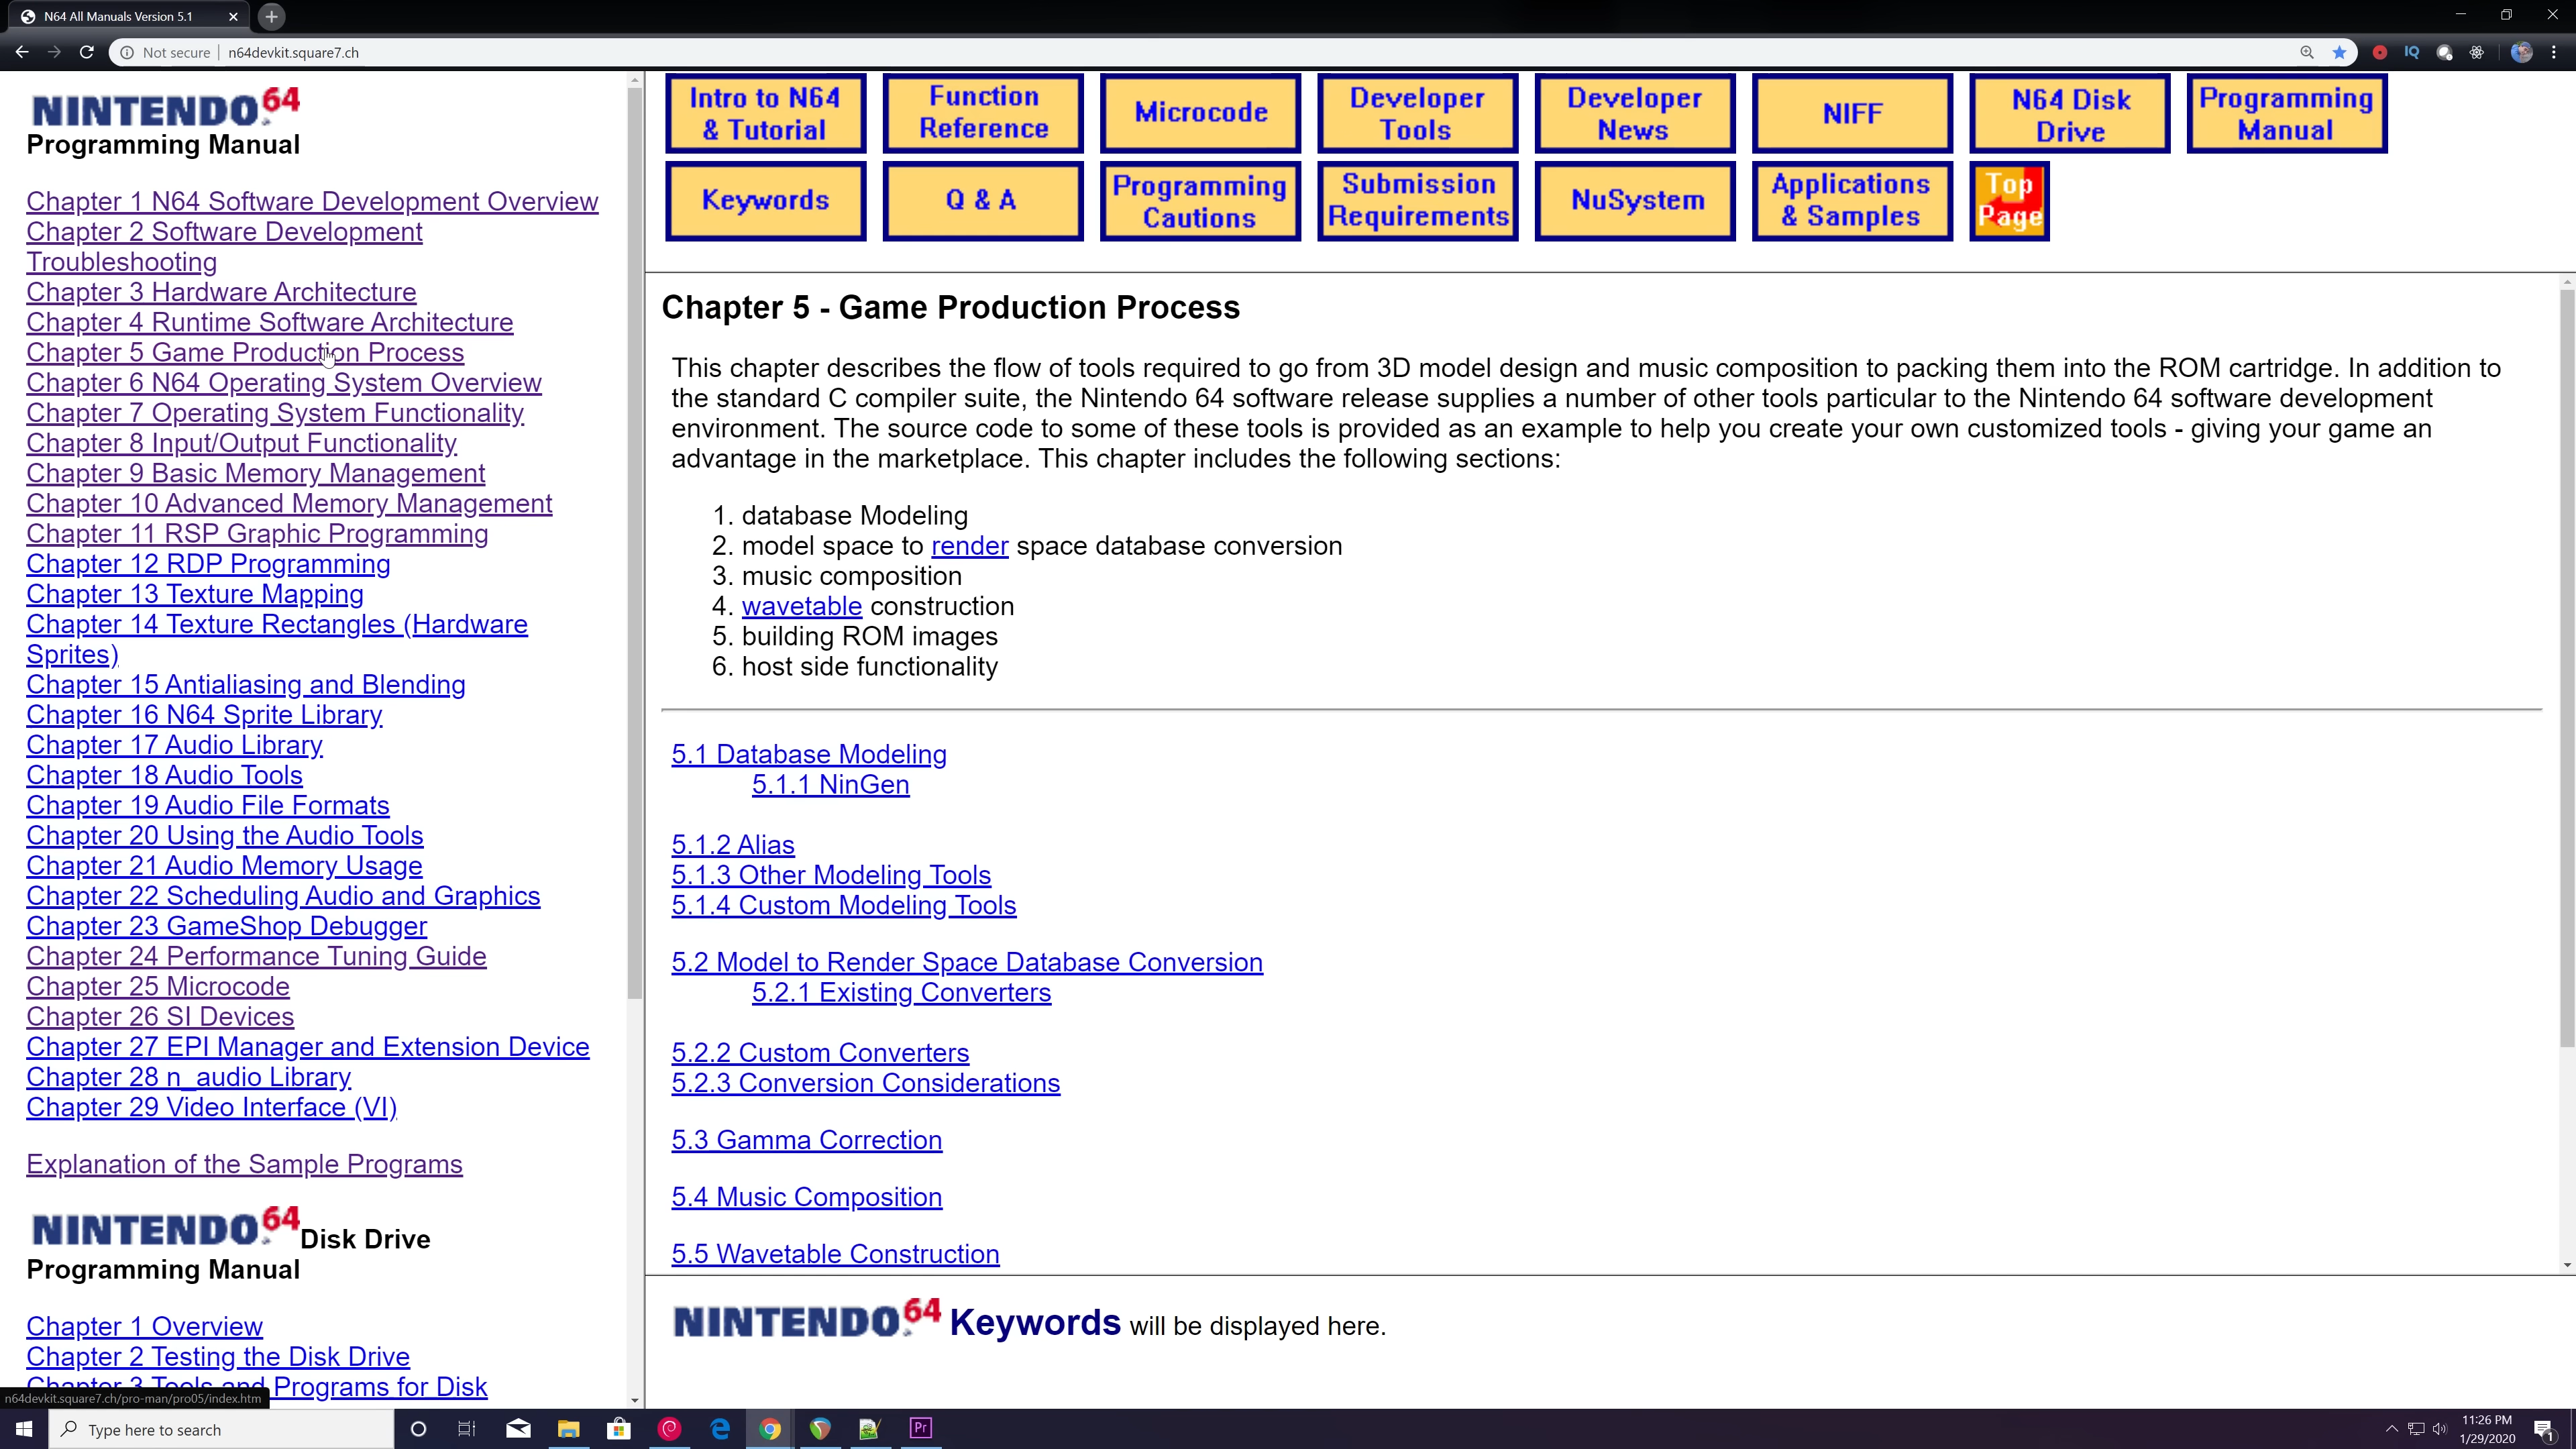 N64 All Manuals Version 5.1
Not secure | n64devkit.square7.ch
IQ
NINTENDO64
Programming Manual
Chapter 1 N64 Software Development Overview
Chapter 2 Software Development
Troubleshooting
Chapter 3 Hardware Architecture
Chapter 4 Runtime Software Architecture
Chapter 5 Game Production Process
Chapter 6 N64 Operating System Overview
Chapter 7 Operating System Functionality
Chapter 8 Input/Output Functionality
Chapter 9 Basic Memory Management
Chapter 10 Advanced Memory Management
Chapter 11 RSP Graphic Programming
Chapter 12 RDP Programming
Chapter 13 Texture Mapping
Chapter 14 Texture Rectangles (Hardware
Sprites)
Chapter 15 Antialiasing and Blending
Chapter 16 N64 Sprite Library
Chapter 17 Audio Library
Chapter 18 Audio Tools
Chapter 19 Audio File Formats
Chapter 20 Using the Audio Tools
Chapter 21 Audio Memory Usage
Chapter 22 Scheduling Audio and Graphics
Chapter 23 GameShop Debugger
Chapter 24 Performance Tuning Guide
Chapter 25 Microcode
Chapter 26 SI Devices
Chapter 27 EPI Manager and Extension Device
Chapter 28 n_audio Library
Chapter 29 Video Interface (VI)
Explanation of the Sample Programs
NINTENDO64 Disk Drive
Programming Manual
Chapter 1 Overview
Chapter 2 Testing the Disk Drive
Chapter 3 Tools and Programs for Disk
n64devkit.square7.ch/pro-man/pro05/index.htm
Intro to N64
& Tutorial
Function
Reference
Microcode
Developer
Tools
Developer
News
NIFF
N64 Disk
Drive
Programming
Manual
Keywords
Q & A
Programming
Cautions
Submission
Requirements
NuSystem
Applications
& Samples
Top
Page
Chapter 5 - Game Production Process
This chapter describes the flow of tools required to go from 3D model design and music composition to packing them into the ROM cartridge. In addition to
the standard C compiler suite, the Nintendo 64 software release supplies a number of other tools particular to the Nintendo 64 software development
environment. The source code to some of these tools is provided as an example to help you create your own customized tools - giving your game an
advantage in the marketplace. This chapter includes the following sections:
1. database Modeling
2. model space to render space database conversion
3. music composition
4. wavetable construction
5. building ROM images
6. host side functionality
5.1 Database Modeling
5.1.1 NinGen
5.1.2 Alias
5.1.3 Other Modeling Tools
5.1.4 Custom Modeling Tools
5.2 Model to Render Space Database Conversion
5.2.1 Existing Converters
5.2.2 Custom Converters
5.2.3 Conversion Considerations
5.3 Gamma Correction
5.4 Music Composition
5.5 Wavetable Construction
NINTENDO64 Keywords will be displayed here.
Type here to search
Pr
11:26 PM
1/29/2020
1